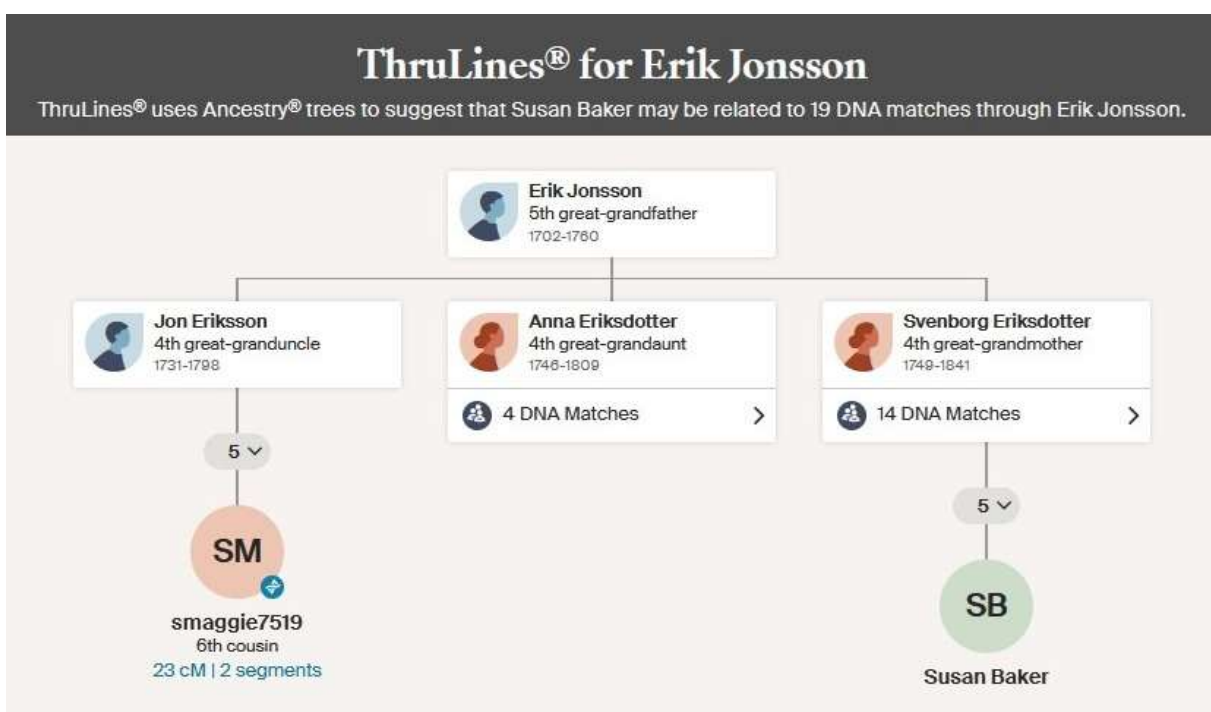 ThruLines® for Erik Jonsson
ThruLines® uses Ancestry® trees to suggest that Susan Baker may be related to 19 DNA matches through Erik Jonsson.
Erik Jonsson
5th great-grandfather
1702-1760
Jon Eriksson
4th great-granduncle
1731-1798
Anna Eriksdotter
4th great-grandaunt
1746-1809
4 DNA Matches
Svenborg Eriksdotter
4th great-grandmother
1749-1841
14 DNA Matches
5
SM
smaggie7519
6th cousin
23 cM | 2 segments
5
SB
Susan Baker